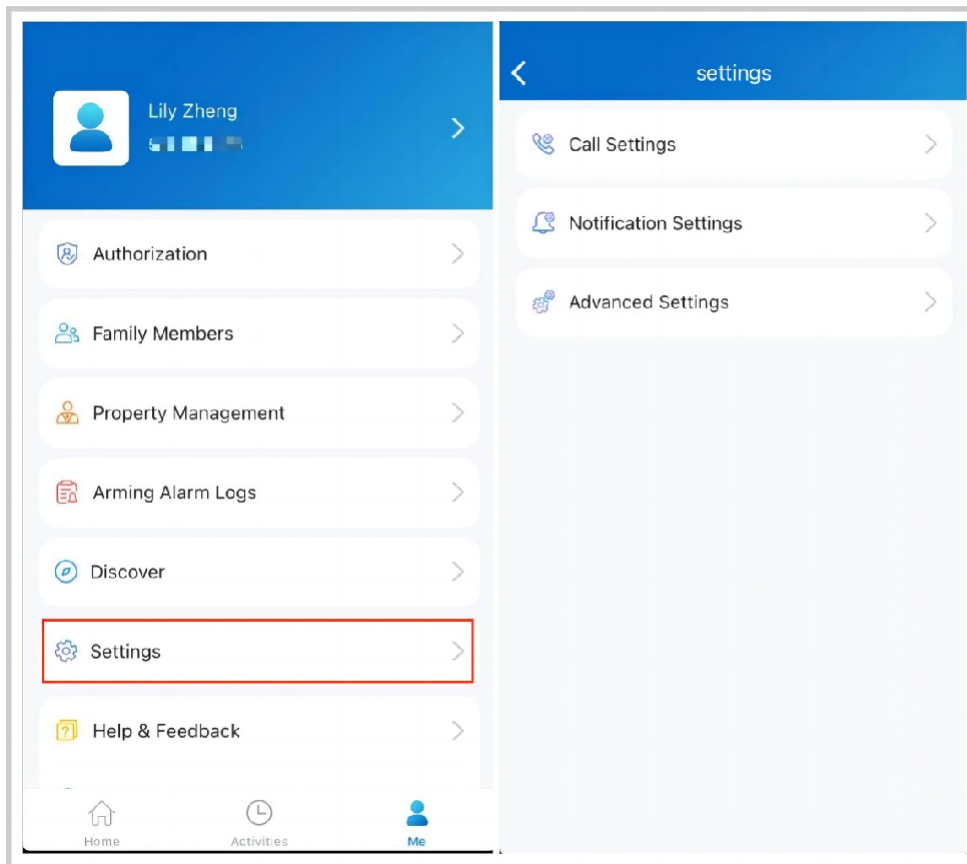 Lily Zheng
Authorization
Family Members
Property Management
Arming Alarm Logs
Discover
Settings
Help & Feedback
Home
Activities
Me
settings
Call Settings
Notification Settings
Advanced Settings